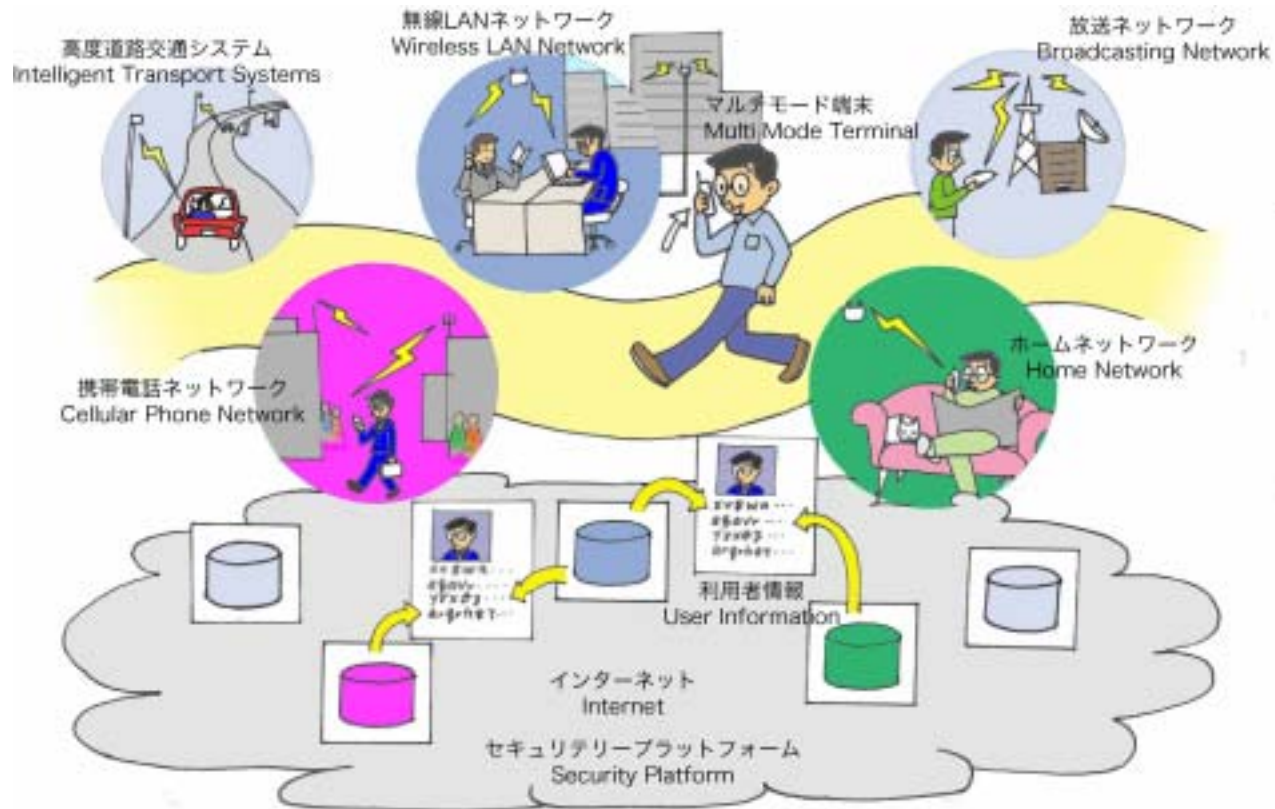 無線LANネットワーク
Wireless LAN Network
放送ネットワーク
Broadcasting Network
高度道路交通システム
Intelligent Transport Systems
マルチモード端末
Multi Mode Terminal
ホームネットワーク
Home Network
携帯電話ネットワーク
Cellular Phone Network
利用者情報
User Information
インターネット
Internet
セキュリテリープラットフォーム
Security Platform